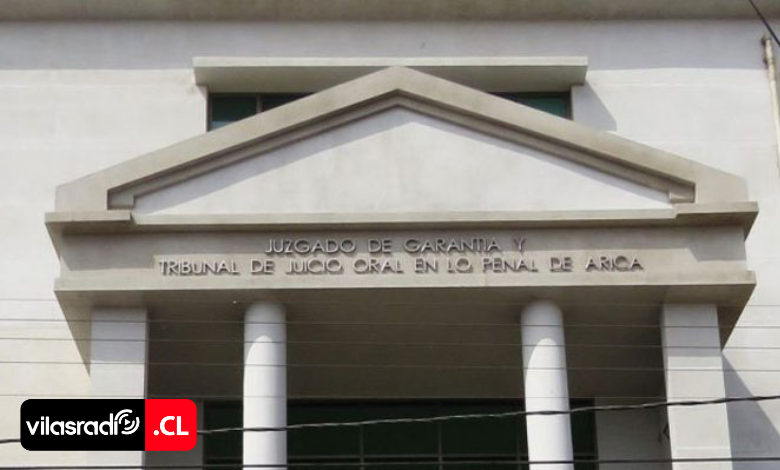 JUZGADO DE GARANTIA Y
TRIBUNAL DE JUICIO ORAL EN LO PENAL DE ARICA
vilasradio .CL